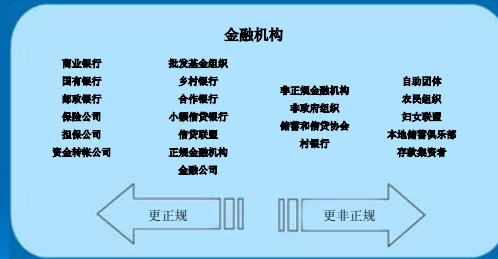 金融机构
商业银行
国有银行
邮政银行
保险公司
担保公司
资金转帐公司
批发基金组织
乡村银行
合作银行
小额信贷银行
信贷联盟
正规金融机构
金融公司
非正规金融机构
非政府组织
储蓄和信贷协会
村银行
自助团体
农民组织
妇女联盟
本地储蓄俱乐部
存款集资者
更正规
更非正规